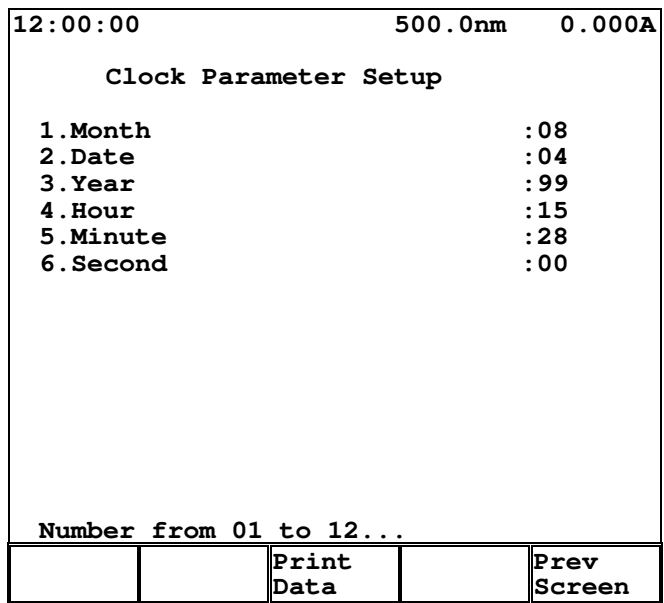 12:00:00 500.0nm 0.000A
Clock Parameter Setup
1.Month :08
2.Date :04
3.Year :99
4.Hour :15
5.Minute :28
6.Second :00
Number from 01 to 12...
Print Data
Prev Screen